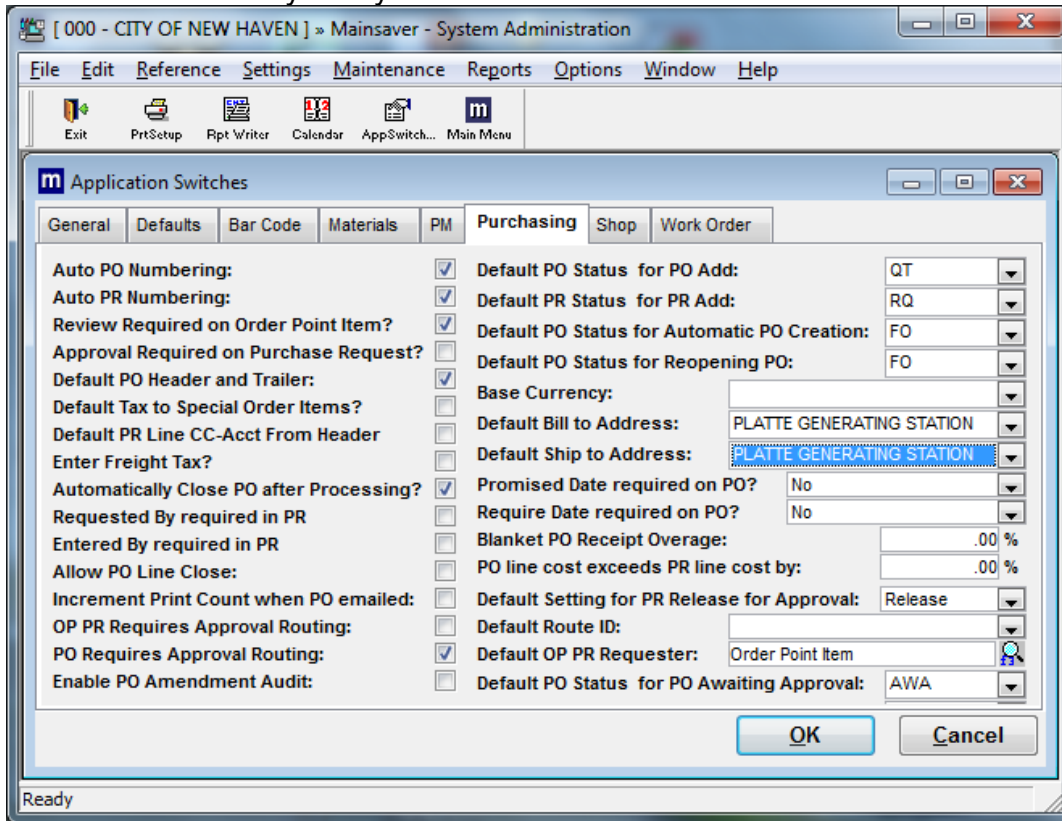 [ 000 - CITY OF NEW HAVEN ] » Mainsaver - System Administration
File Edit Reference Settings Maintenance Reports Options Window Help
Exit PrtSetup Rpt Writer Calendar AppSwitch... Main Menu
Application Switches
General Defaults Bar Code Materials PM Purchasing Shop Work Order
Auto PO Numbering:
Auto PR Numbering:
Review Required on Order Point Item?
Approval Required on Purchase Request?
Default PO Header and Trailer:
Default Tax to Special Order Items?
Default PR Line CC-Acct From Header
Enter Freight Tax?
Automatically Close PO after Processing?
Requested By required in PR
Entered By required in PR
Allow PO Line Close:
Increment Print Count when PO emailed:
OP PR Requires Approval Routing:
PO Requires Approval Routing:
Enable PO Amendment Audit:
Default PO Status for PO Add: QT
Default PR Status for PR Add: RQ
Default PO Status for Automatic PO Creation: FO
Default PO Status for Reopening PO: FO
Base Currency:
Default Bill to Address: PLATTE GENERATING STATION
Default Ship to Address: PLATTE GENERATING STATION
Promised Date required on PO? No
Require Date required on PO? No
Blanket PO Receipt Overage: .00 %
PO line cost exceeds PR line cost by: .00 %
Default Setting for PR Release for Approval: Release
Default Route ID:
Default OP PR Requester: Order Point Item
Default PO Status for PO Awaiting Approval: AWA
OK Cancel
Ready